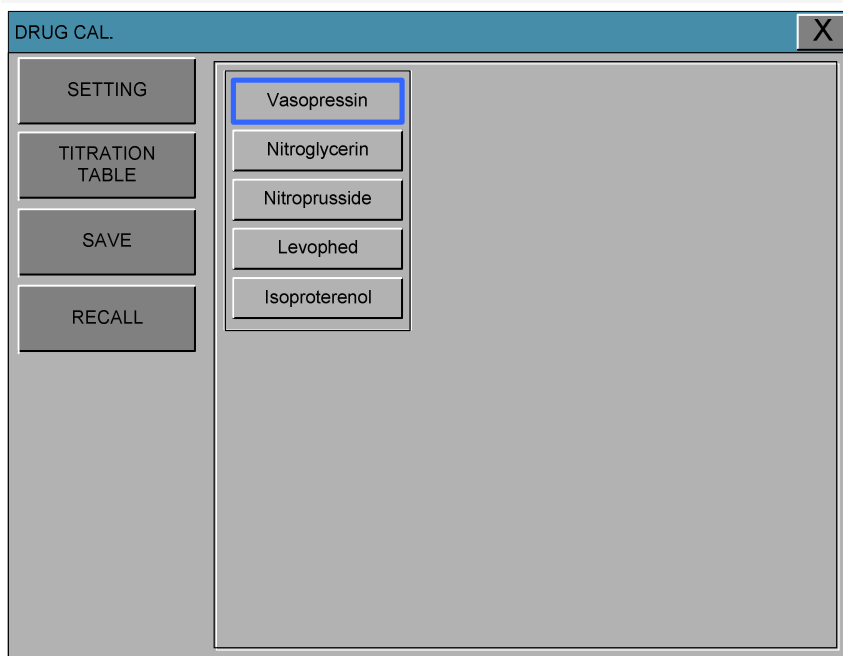 DRUG CAL.
X
SETTING
TITRATION
TABLE
SAVE
RECALL
Vasopressin
Nitroglycerin
Nitroprusside
Levophed
Isoproterenol